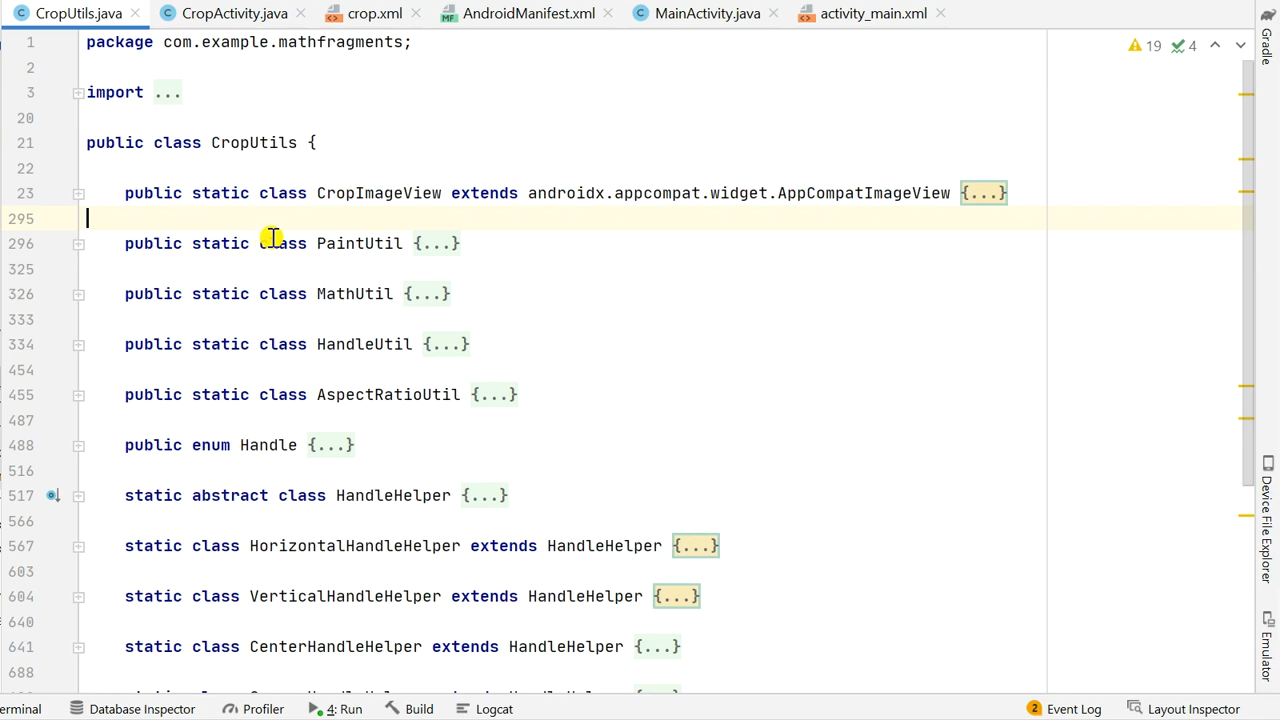 CropUtils.java CropActivity.java crop.xml AndroidManifest.xml MainActivity.java activity_main.xml
1 package com.example.mathfragments;
19 4
2
3 import ...
20
21 public class CropUtils {
22
23 public static class CropImageView extends androidx.appcompat.widget.AppCompatImageView {...}
295
296 public static class PaintUtil {...}
325
326 public static class MathUtil {...}
333
334 public static class HandleUtil {...}
454
455 public static class AspectRatioUtil {...}
487
488 public enum Handle {...}
516
517 static abstract class HandleHelper {...}
566
567 static class HorizontalHandleHelper extends HandleHelper {...}
603
604 static class VerticalHandleHelper extends HandleHelper {...}
640
641 static class CenterHandleHelper extends HandleHelper {...}
688
Gradle
Device File Explorer
Emulator
erminal Database Inspector Profiler 4: Run Build Logcat 2 Event Log Layout Inspector